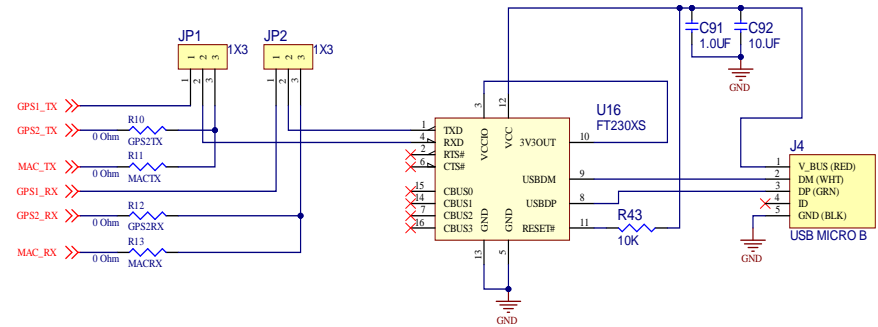 JP1
1X3
1 2 3
JP2
1X3
1 2 3
C91
1.0UF
C92
10.UF
GND
GPS1_TX
GPS2_TX
R10
0 Ohm
GPS2TX
MAC_TX
R11
0 Ohm
MACTX
GPS1_RX
GPS2_RX
R12
0 Ohm
GPS2RX
MAC_RX
R13
0 Ohm
MACRX
U16
FT230XS
3
12
VCCIO
VCC
1 TXD
4 RXD
2 RTS#
6 CTS#
15 CBUS0
14 CBUS1
7 CBUS2
16 CBUS3
3V3OUT 10
USBDM 9
USBDP 8
RESET# 11
GND
GND
13
5
GND
R43
10K
J4
1 V_BUS (RED)
2 DM (WHT)
3 DP (GRN)
4 ID
5 GND (BLK)
USB MICRO B
GND